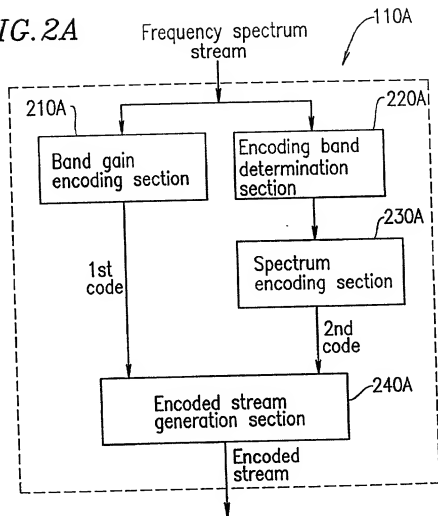 FIG.2A
Frequency spectrum
stream
110A
210A
220A
Band gain
encoding section
Encoding band
determination
section
230A
1st
code
Spectrum
encoding section
2nd
code
240A
Encoded stream
generation section
Encoded
stream